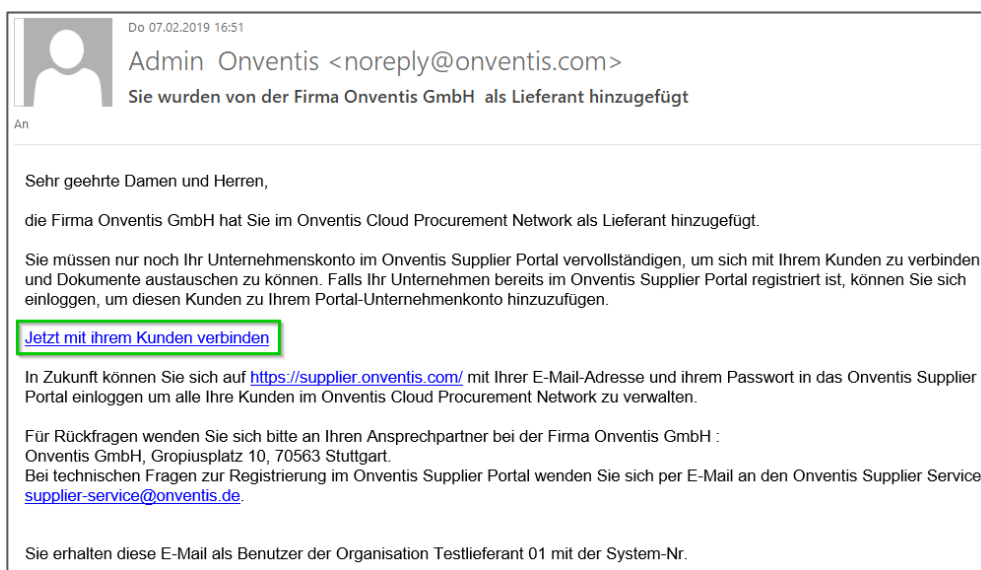 Do 07.02.2019 16:51
Admin Onventis <noreply@onventis.com>
Sie wurden von der Firma Onventis GmbH als Lieferant hinzugefügt
An
Sehr geehrte Damen und Herren,
die Firma Onventis GmbH hat Sie im Onventis Cloud Procurement Network als Lieferant hinzugefügt.
Sie müssen nur noch Ihr Unternehmenskonto im Onventis Supplier Portal vervollständigen, um sich mit Ihrem Kunden zu verbinden
und Dokumente austauschen zu können. Falls Ihr Unternehmen bereits im Onventis Supplier Portal registriert ist, können Sie sich
einloggen, um diesen Kunden zu Ihrem Portal-Unternehmenkonto hinzuzufügen.
Jetzt mit ihrem Kunden verbinden
In Zukunft können Sie sich auf https://supplier.onventis.com/ mit Ihrer E-Mail-Adresse und ihrem Passwort in das Onventis Supplier
Portal einloggen um alle Ihre Kunden im Onventis Cloud Procurement Network zu verwalten.
Für Rückfragen wenden Sie sich bitte an Ihren Ansprechpartner bei der Firma Onventis GmbH :
Onventis GmbH, Gropiusplatz 10, 70563 Stuttgart.
Bei technischen Fragen zur Registrierung im Onventis Supplier Portal wenden Sie sich per E-Mail an den Onventis Supplier Service
supplier-service@onventis.de.
Sie erhalten diese E-Mail als Benutzer der Organisation Testlieferant 01 mit der System-Nr.